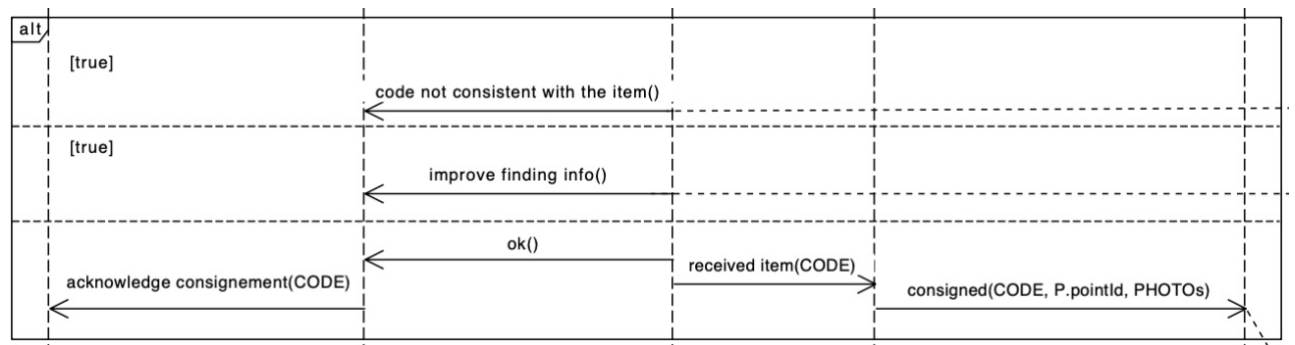 alt
[true]
code not consistent with the item()
[true]
improve finding info()
ok()
received item(CODE)
acknowledge consignement(CODE)
consigned(CODE, P.pointId, PHOTOs)